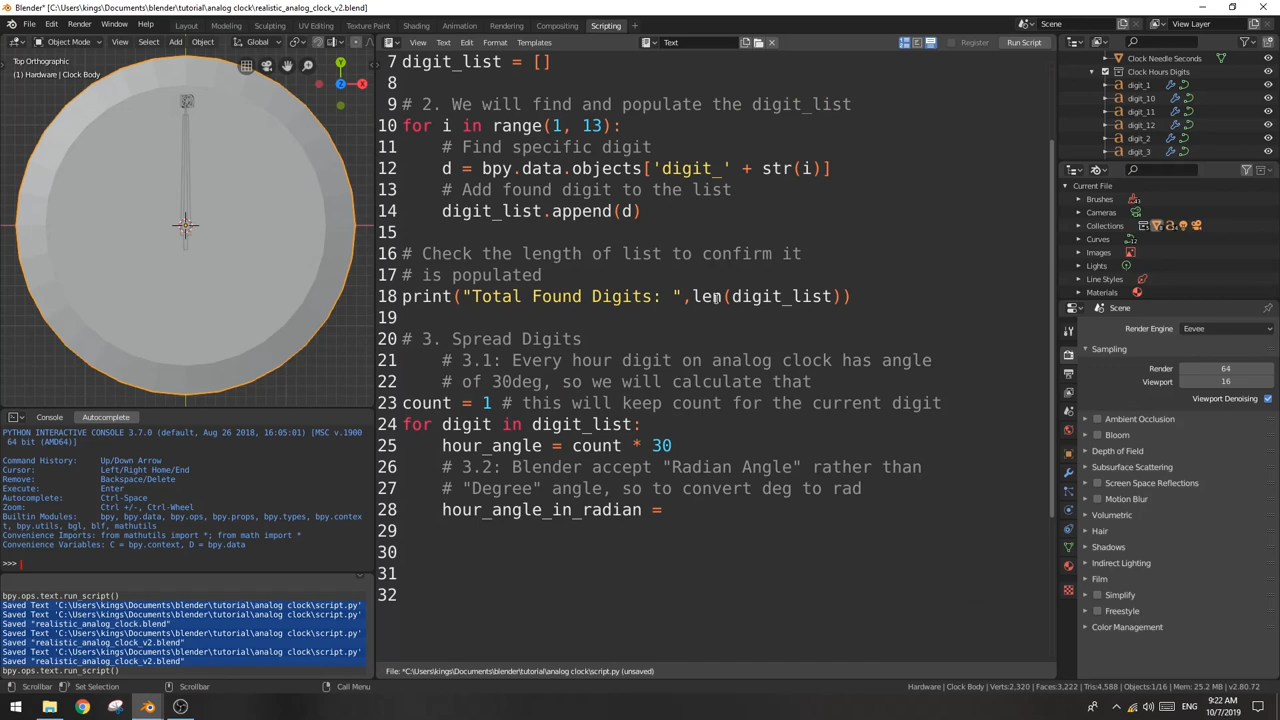 Blender* [C:\Users\kings\Documents\blender\tutorial\analog clock\realistic_analog_clock_v2.blend]
File Edit Render Window Help
Layout Modeling Sculpting UV Editing Texture Paint Shading Animation Rendering Compositing Scripting +
Scene View Layer
Object Mode View Select Add Object Global
View Text Edit Format Templates Text Register Run Script
Top Orthographic
(1) Hardware | Clock Body
Y
X
Z
7 digit_list = []
8
9 # 2. We will find and populate the digit_list
10 for i in range(1, 13):
11 # Find specific digit
12 d = bpy.data.objects['digit_' + str(i)]
13 # Add found digit to the list
14 digit_list.append(d)
15
16 # Check the length of list to confirm it
17 # is populated
18 print("Total Found Digits: ",len(digit_list))
19
20 # 3. Spread Digits
21 # 3.1: Every hour digit on analog clock has angle
22 # of 30deg, so we will calculate that
23 count = 1 # this will keep count for the current digit
24 for digit in digit_list:
25 hour_angle = count * 30
26 # 3.2: Blender accept "Radian Angle" rather than
27 # "Degree" angle, so to convert deg to rad
28 hour_angle_in_radian =
29
30
31
32
File: *C:\Users\kings\Documents\blender\tutorial\analog clock\script.py (unsaved)
Console Autocomplete
PYTHON INTERACTIVE CONSOLE 3.7.0 (default, Aug 26 2018, 16:05:01) [MSC v.1900
64 bit (AMD64)]
Command History: Up/Down Arrow
Cursor: Left/Right Home/End
Remove: Backspace/Delete
Execute: Enter
Autocomplete: Ctrl-Space
Zoom: Ctrl +/-, Ctrl-Wheel
Builtin Modules: bpy, bpy.data, bpy.ops, bpy.props, bpy.types, bpy.contex
t, bpy.utils, bgl, blf, mathutils
Convenience Imports: from mathutils import *; from math import *
Convenience Variables: C = bpy.context, D = bpy.data
>>>
bpy.ops.text.run_script()
Saved Text 'C:\Users\kings\Documents\blender\tutorial\analog clock\script.py'
Saved Text 'C:\Users\kings\Documents\blender\tutorial\analog clock\script.py'
Saved "realistic_analog_clock.blend"
Saved Text 'C:\Users\kings\Documents\blender\tutorial\analog clock\script.py'
Saved "realistic_analog_clock_v2.blend"
Saved Text 'C:\Users\kings\Documents\blender\tutorial\analog clock\script.py'
Saved "realistic_analog_clock_v2.blend"
bpy.ops.text.run_script()
Clock Needle Seconds
Clock Hours Digits
digit_1
digit_10
digit_11
digit_12
digit_2
digit_3
Current File
Brushes
Cameras
Collections
Curves
Images
Lights
Line Styles
Materials
Scene
Render Engine Eevee
Sampling
Render 64
Viewport 16
Viewport Denoising
Ambient Occlusion
Bloom
Depth of Field
Subsurface Scattering
Screen Space Reflections
Motion Blur
Volumetric
Hair
Shadows
Indirect Lighting
Film
Simplify
Freestyle
Color Management
Scrollbar Set Selection Scrollbar Call Menu
Hardware | Clock Body | Verts:2,320 | Faces:3,222 | Tris:4,588 | Objects:1/16 | Mem: 25.2 MB | v2.80.72
ENG
9:22 AM
10/7/2019